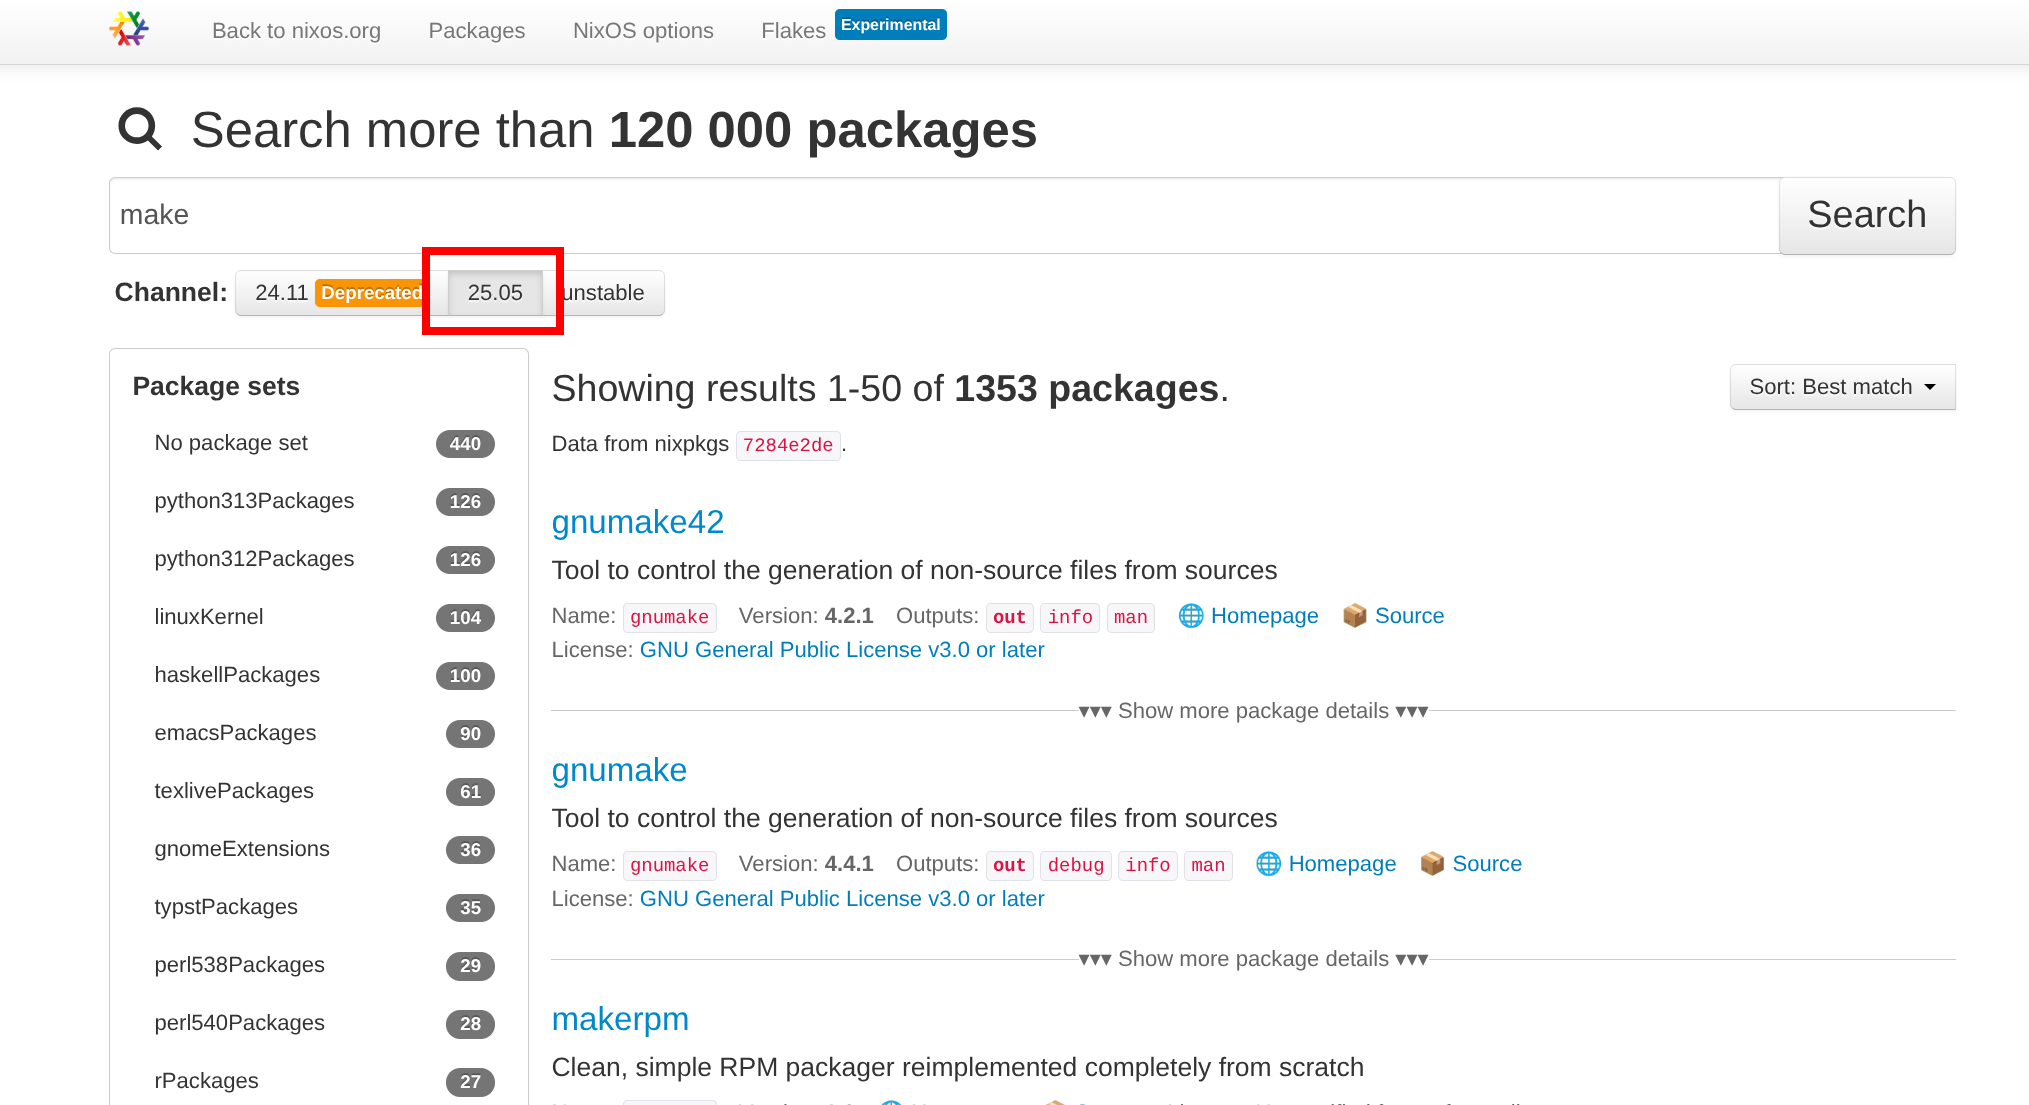 Back to nixos.org Packages NixOS options Flakes Experimental
Search more than 120 000 packages
make Search
Channel: 24.11 Deprecated 25.05 unstable
Package sets
No package set 440
python313Packages 126
python312Packages 126
linuxKernel 104
haskellPackages 100
emacsPackages 90
texlivePackages 61
gnomeExtensions 36
typstPackages 35
perl538Packages 29
perl540Packages 28
rPackages 27
Showing results 1-50 of 1353 packages.
Sort: Best match
Data from nixpkgs 7284e2de.
gnumake42
Tool to control the generation of non-source files from sources
Name: gnumake Version: 4.2.1 Outputs: out info man Homepage Source
License: GNU General Public License v3.0 or later
▾▾▾ Show more package details ▾▾▾
gnumake
Tool to control the generation of non-source files from sources
Name: gnumake Version: 4.4.1 Outputs: out debug info man Homepage Source
License: GNU General Public License v3.0 or later
▾▾▾ Show more package details ▾▾▾
makerpm
Clean, simple RPM packager reimplemented completely from scratch